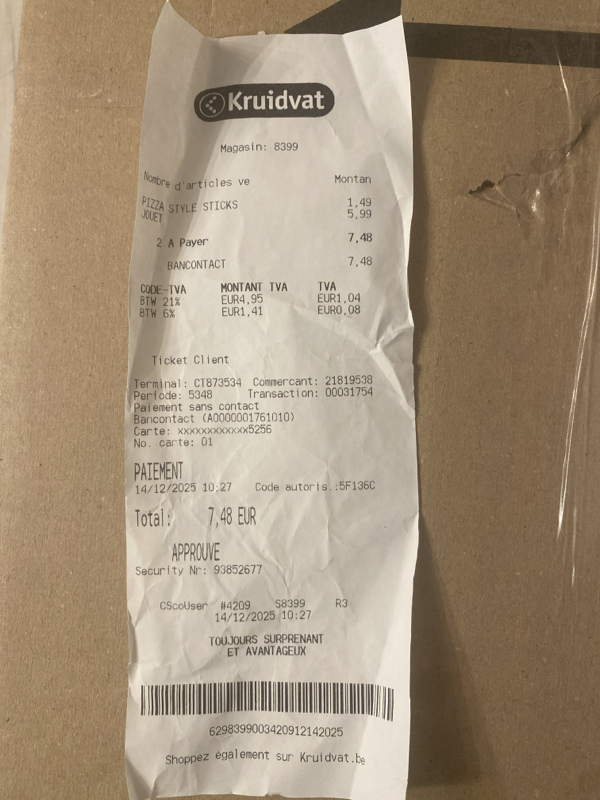 Kruidvat
Magasin: 8399
Nombre d'articles ve Montan
PIZZA STYLE STICKS 1,49
JOUET 5,99
2 A Payer 7,48
BANCONTACT 7,48
CODE-TVA MONTANT TVA TVA
BTW 21% EUR4,95 EUR1,04
BTW 6% EUR1,41 EUR0,08
Ticket Client
Terminal: CT873534 Commercant: 21819538
Periode: 5348 Transaction: 00031754
Paiement sans contact
Bancontact (A0000001761010)
Carte: xxxxxxxxxxxx5256
No. carte: 01
PAIEMENT
14/12/2025 10:27 Code autoris.:5F136C
Total: 7,48 EUR
APPROUVE
Security Nr: 93852677
CScoUser #4209 S8399 R3
14/12/2025 10:27
TOUJOURS SURPRENANT
ET AVANTAGEUX
6298399003420912142025
Shoppez également sur Kruidvat.be